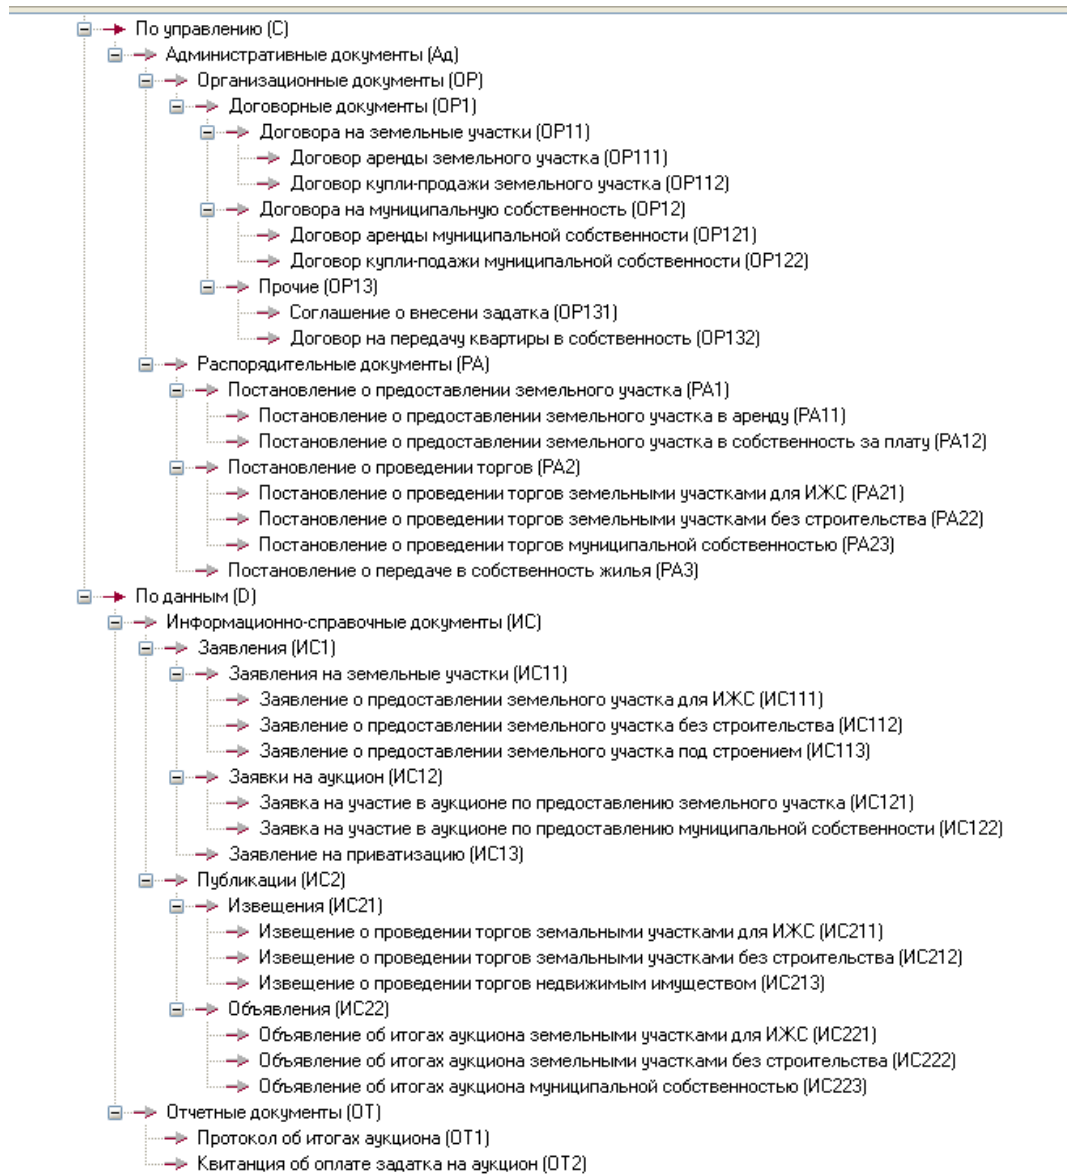 По управлению (С)
Административные документы (Ад)
Организационные документы (ОР)
Договорные документы (ОР1)
Договора на земельные участки (ОР11)
Договор аренды земельного участка (ОР111)
Договор купли-продажи земельного участка (ОР112)
Договора на муниципальную собственность (ОР12)
Договор аренды муниципальной собственности (ОР121)
Договор купли-подажи муниципальной собственности (ОР122)
Прочие (ОР13)
Соглашение о внесени задатка (ОР131)
Договор на передачу квартиры в собственность (ОР132)
Распорядительные документы (РА)
Постановление о предоставлении земельного участка (РА1)
Постановление о предоставлении земельного участка в аренду (РА11)
Постановление о предоставлении земельного участка в собственность за плату (РА12)
Постановление о проведении торгов (РА2)
Постановление о проведении торгов земельными участками для ИЖС (РА21)
Постановление о проведении торгов земельными участками без строительства (РА22)
Постановление о проведении торгов муниципальной собственностью (РА23)
Постановление о передаче в собственность жилья (РА3)
По данным (D)
Информационно-справочные документы (ИС)
Заявления (ИС1)
Заявления на земельные участки (ИС11)
Заявление о предоставлении земельного участка для ИЖС (ИС111)
Заявление о предоставлении земельного участка без строительства (ИС112)
Заявление о предоставлении земельного участка под строением (ИС113)
Заявки на аукцион (ИС12)
Заявка на участие в аукционе по предоставлению земельного участка (ИС121)
Заявка на участие в аукционе по предоставлению муниципальной собственности (ИС122)
Заявление на приватизацию (ИС13)
Публикации (ИС2)
Извещения (ИС21)
Извещение о проведении торгов земальными участками для ИЖС (ИС211)
Извещение о проведении торгов земальными участками без строительства (ИС212)
Извещение о проведении торгов недвижимым имуществом (ИС213)
Объявления (ИС22)
Объявление об итогах аукциона земельными участками для ИЖС (ИС221)
Объявление об итогах аукциона земельными участками без строительства (ИС222)
Объявление об итогах аукциона муниципальной собственностью (ИС223)
Отчетные документы (ОТ)
Протокол об итогах аукциона (ОТ1)
Квитанция об оплате задатка на аукцион (ОТ2)